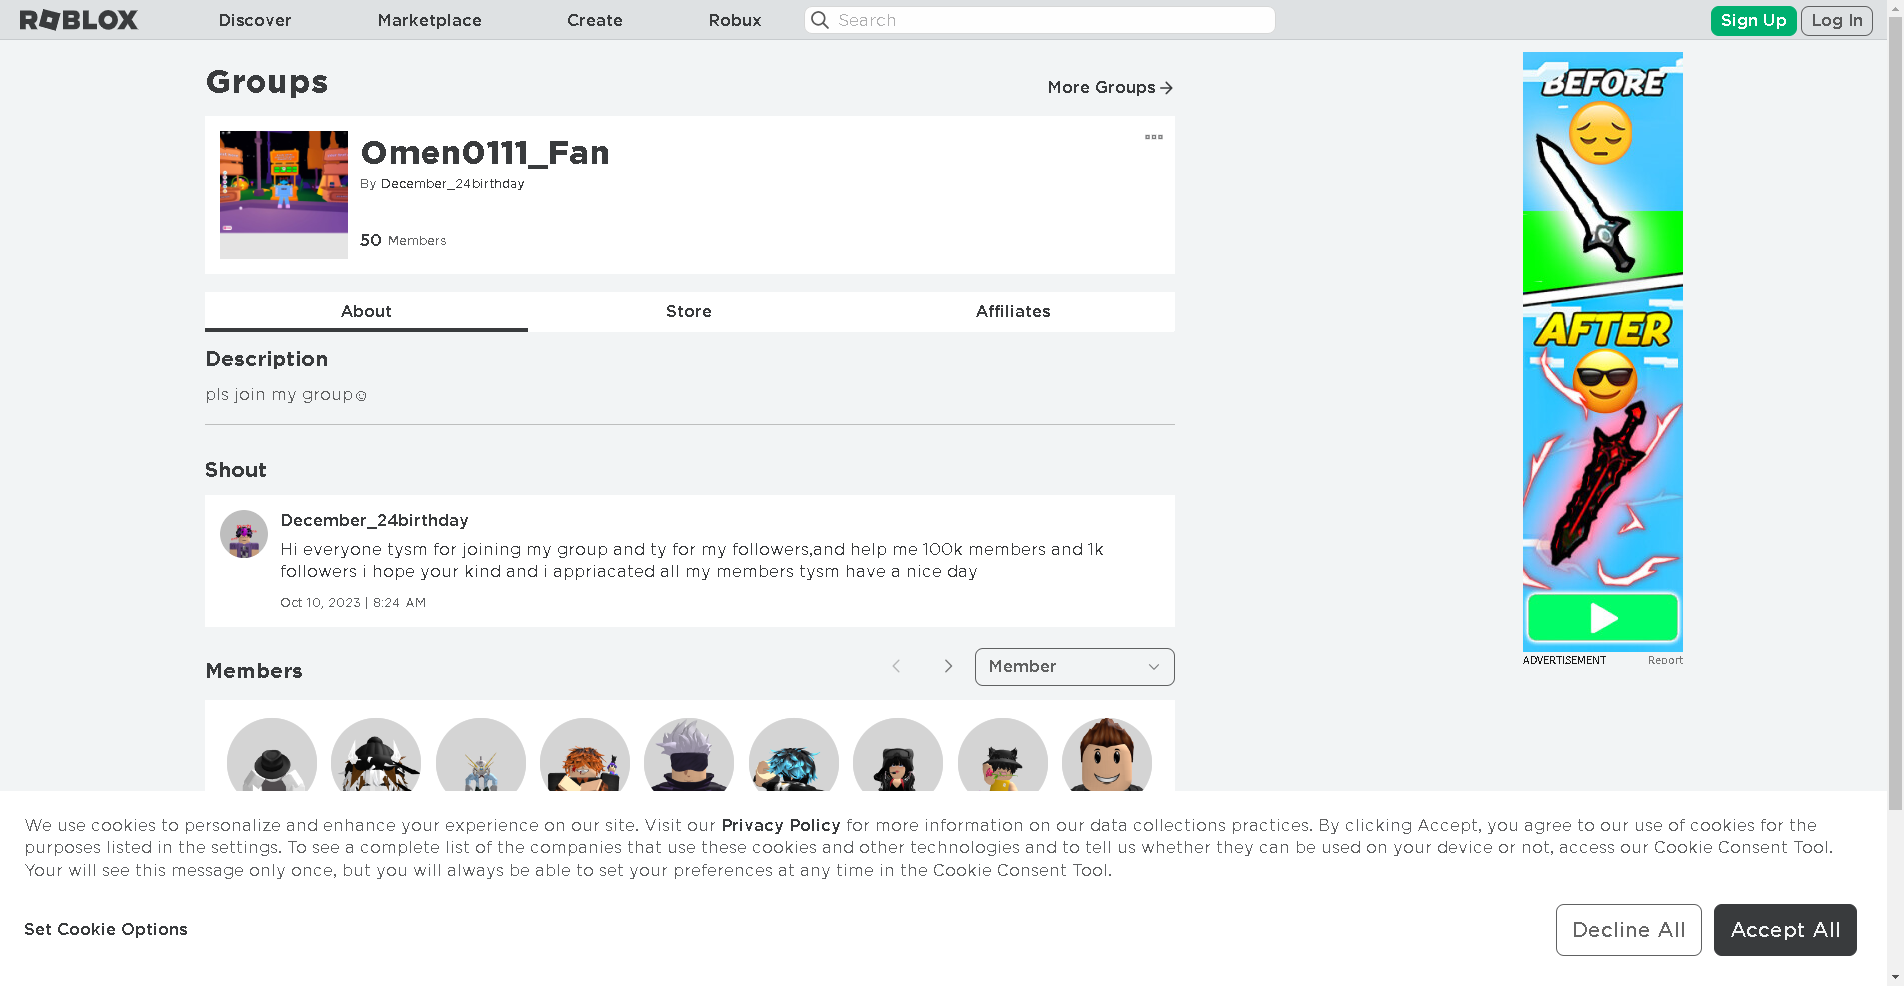 ROBLOX
Discover
Marketplace
Create
Robux
Search
Sign Up
Log In
Groups
More Groups
Omen0111_Fan
By December_24birthday
50 Members
About
Store
Affiliates
Description
pls join my group☺
Shout
December_24birthday
Hi everyone tysm for joining my group and ty for my followers,and help me 100k members and 1k
followers i hope your kind and i appriacated all my members tysm have a nice day
Oct 10, 2023 | 8:24 AM
Members
Member
BEFORE
AFTER
ADVERTISEMENT
Report
We use cookies to personalize and enhance your experience on our site. Visit our Privacy Policy for more information on our data collections practices. By clicking Accept, you agree to our use of cookies for the
purposes listed in the settings. To see a complete list of the companies that use these cookies and other technologies and to tell us whether they can be used on your device or not, access our Cookie Consent Tool.
Your will see this message only once, but you will always be able to set your preferences at any time in the Cookie Consent Tool.
Set Cookie Options
Decline All
Accept All